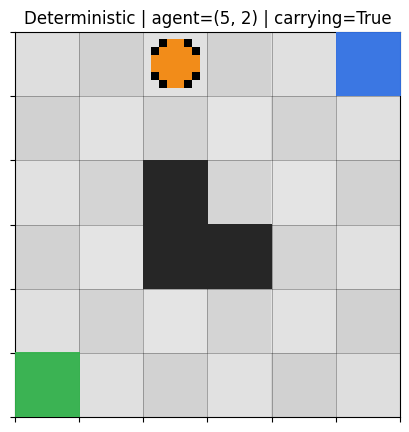 Deterministic | agent=(5, 2) | carrying=True